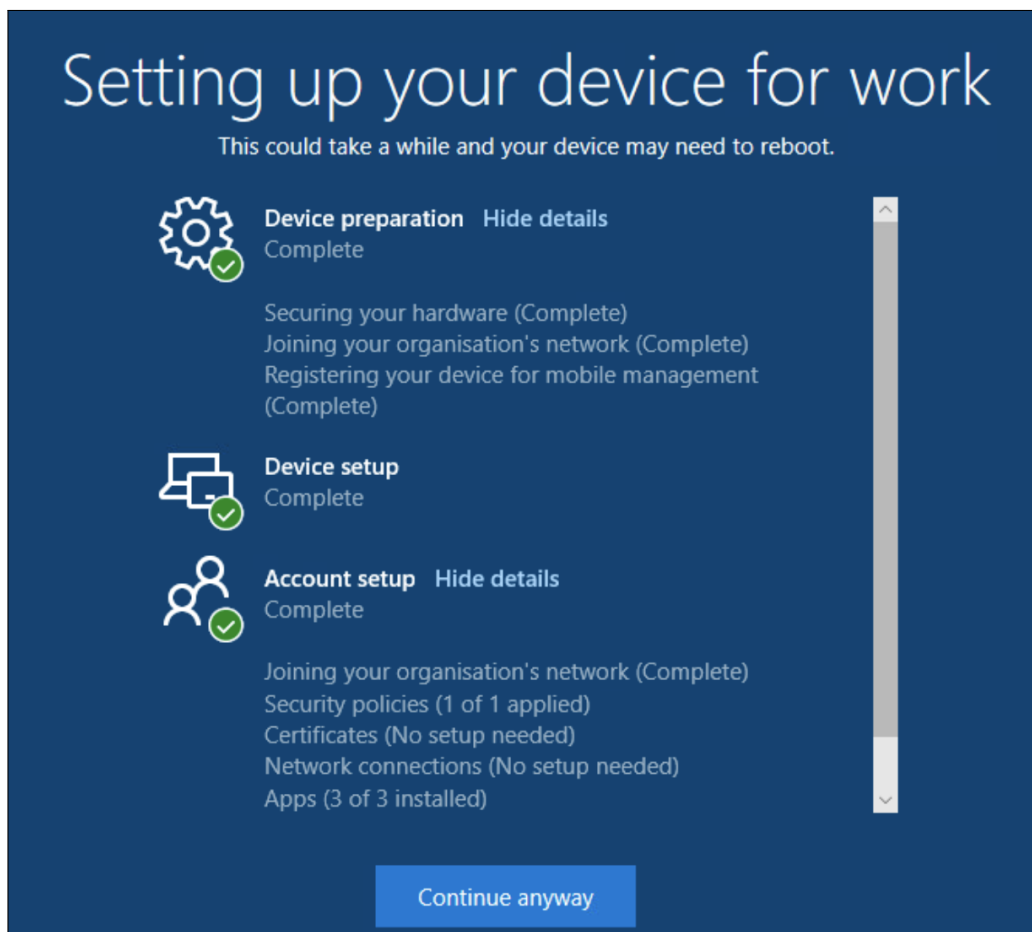 Setting up your device for work
This could take a while and your device may need to reboot.
Device preparation Hide details
Complete
Securing your hardware (Complete)
Joining your organisation's network (Complete)
Registering your device for mobile management
(Complete)
Device setup
Complete
Account setup Hide details
Complete
Joining your organisation's network (Complete)
Security policies (1 of 1 applied)
Certificates (No setup needed)
Network connections (No setup needed)
Apps (3 of 3 installed)
Continue anyway